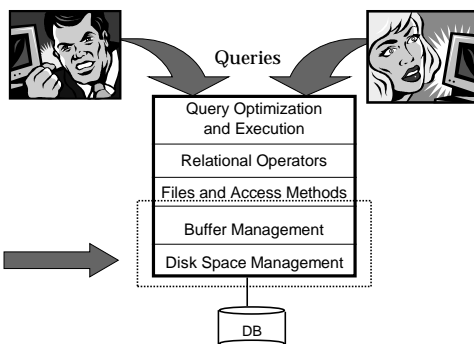 Queries
Query Optimization
and Execution
Relational Operators
Files and Access Methods
Buffer Management
Disk Space Management
DB